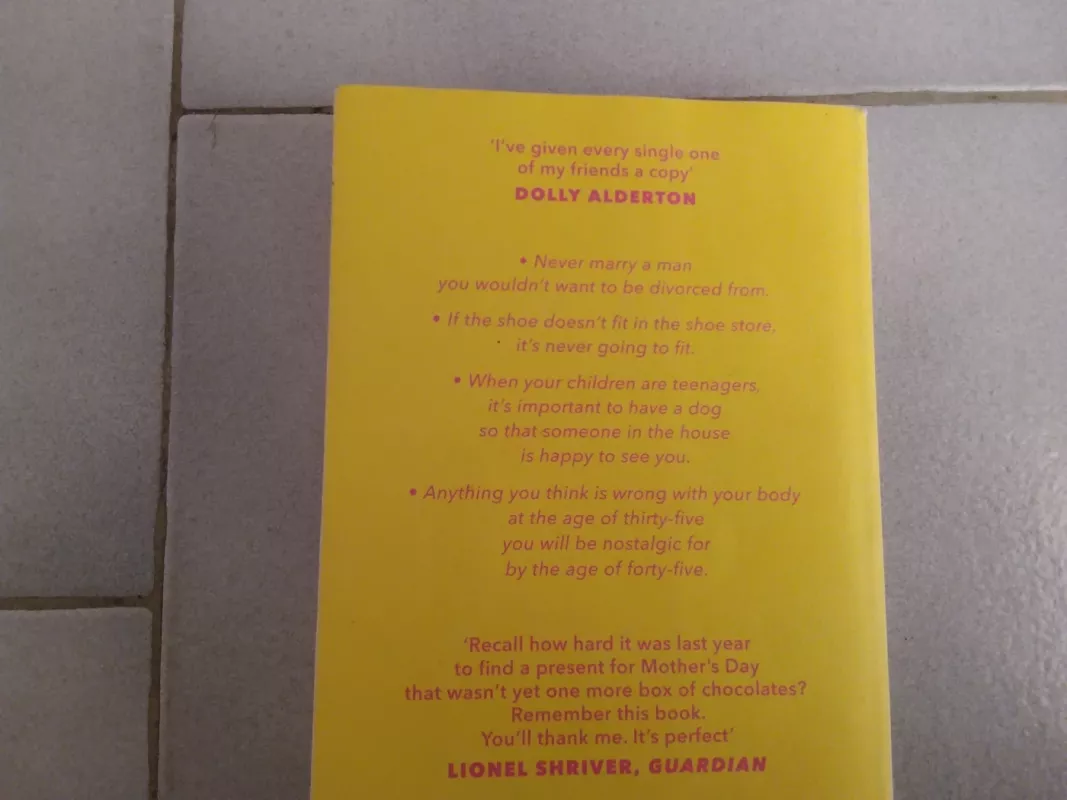 'I've given every single one
of my friends a copy'
DOLLY ALDERTON
• Never marry a man
you wouldn't want to be divorced from.
• If the shoe doesn't fit in the shoe store,
it's never going to fit.
• When your children are teenagers,
it's important to have a dog
so that someone in the house
is happy to see you.
• Anything you think is wrong with your body
at the age of thirty-five
you will be nostalgic for
by the age of forty-five.
'Recall how hard it was last year
to find a present for Mother's Day
that wasn't yet one more box of chocolates?
Remember this book.
You'll thank me. It's perfect'
LIONEL SHRIVER, GUARDIAN